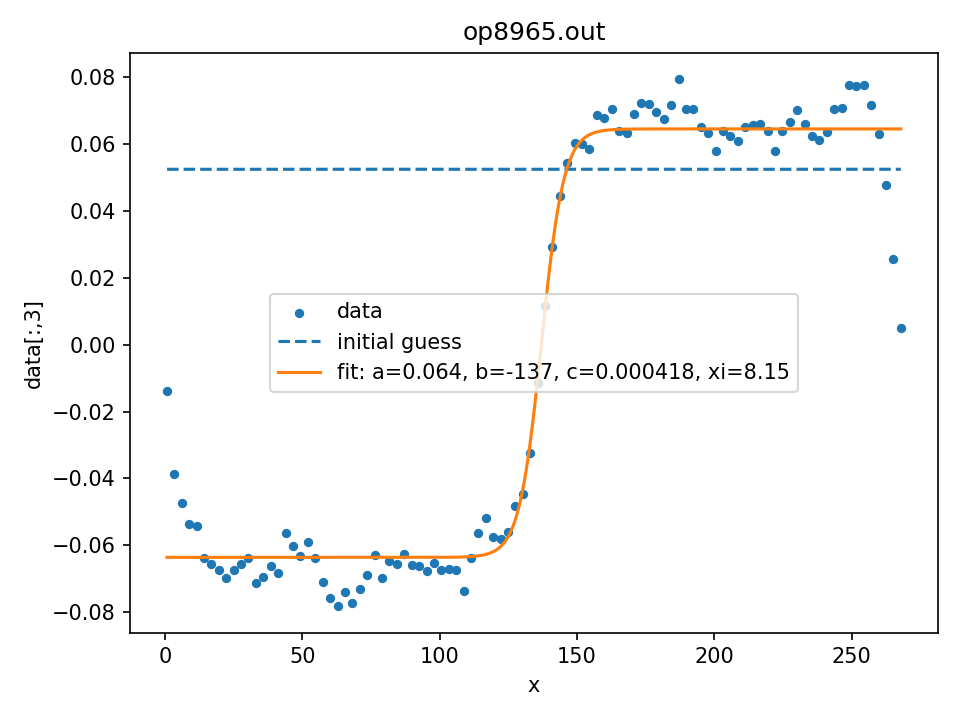 op8965.out
0.08
0.06
0.04
0.02
0.00
−0.02
−0.04
−0.06
−0.08
data[:,3]
data
initial guess
fit: a=0.064, b=-137, c=0.000418, xi=8.15
0 50 100 150 200 250
x